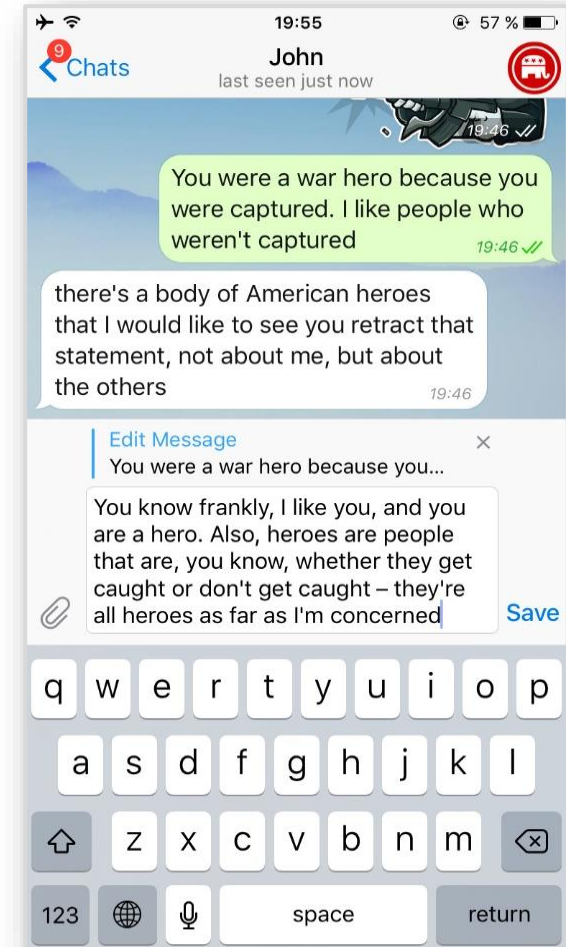 19:55
57 %
9
Chats
John
last seen just now
19:46
You were a war hero because you
were captured. I like people who
weren't captured
19:46
there's a body of American heroes
that I would like to see you retract that
statement, not about me, but about
the others
19:46
Edit Message
You were a war hero because you...
You know frankly, I like you, and you
are a hero. Also, heroes are people
that are, you know, whether they get
caught or don't get caught – they're
all heroes as far as I'm concerned
Save
q w e r t y u i o p
a s d f g h j k l
z x c v b n m
123
space
return